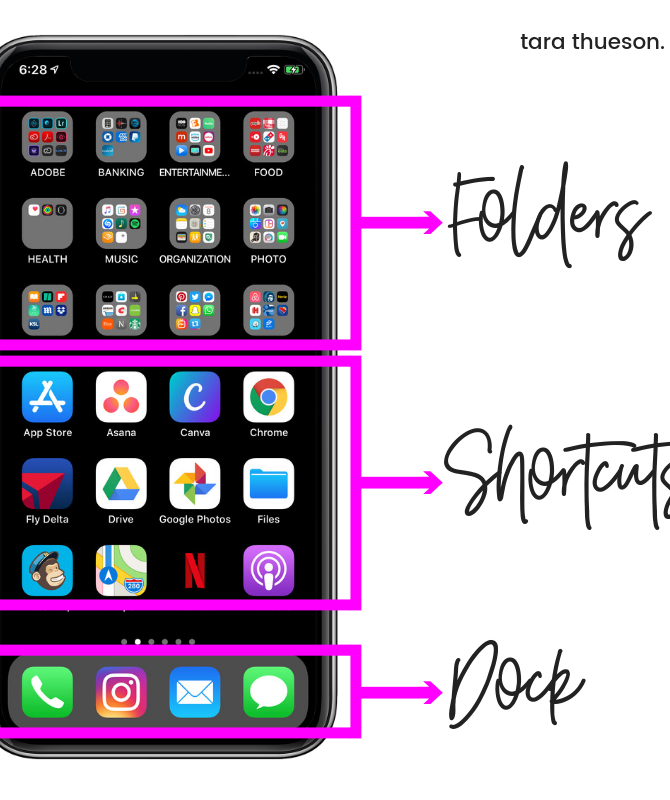 tara thueson.
6:28
ADOBE BANKING ENTERTAINME... FOOD
Folders
HEALTH MUSIC ORGANIZATION PHOTO
App Store Asana Canva Chrome
Shortcuts
Fly Delta Drive Google Photos Files
280
Dock